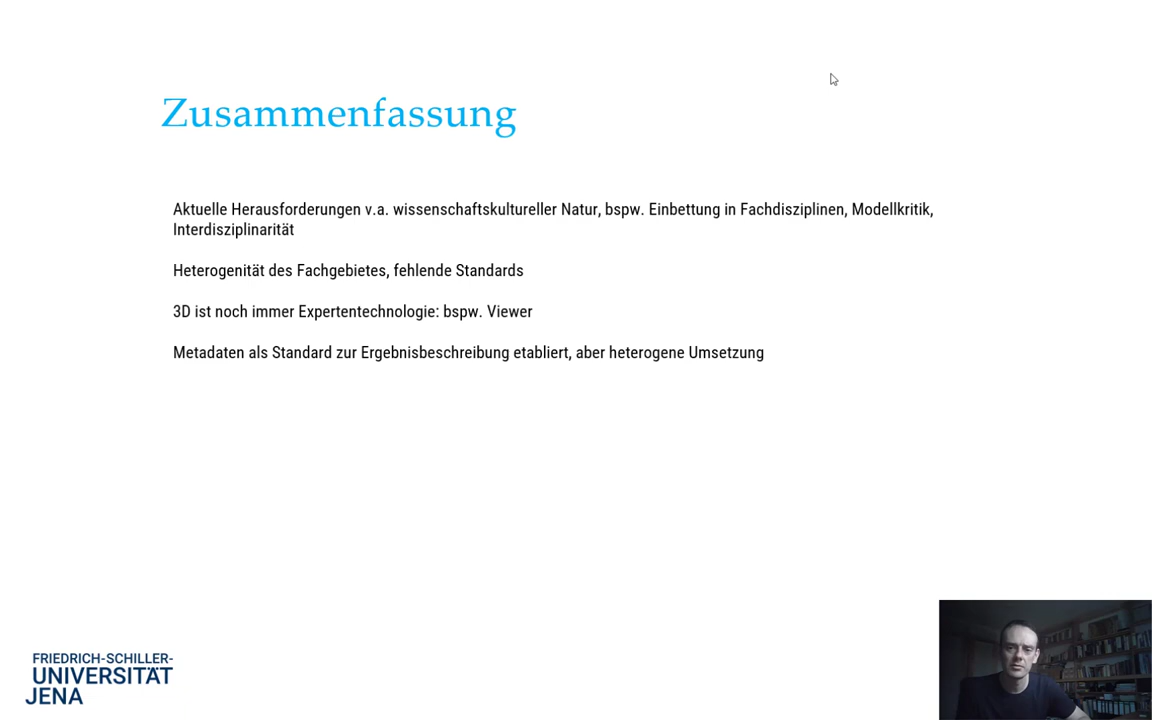 Zusammenfassung
Aktuelle Herausforderungen v.a. wissenschaftskultureller Natur, bspw. Einbettung in Fachdisziplinen, Modellkritik,
Interdisziplinarität
Heterogenität des Fachgebietes, fehlende Standards
3D ist noch immer Expertentechnologie: bspw. Viewer
Metadaten als Standard zur Ergebnisbeschreibung etabliert, aber heterogene Umsetzung
FRIEDRICH-SCHILLER-
UNIVERSITÄT
JENA